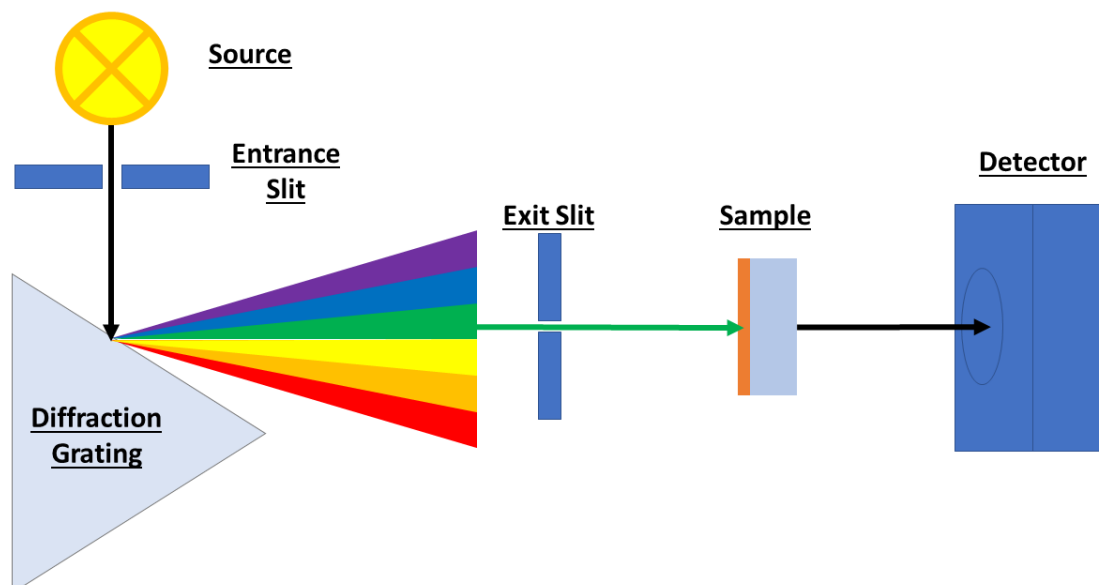 Source
Entrance
Slit
Detector
Exit Slit
Sample
Diffraction
Grating